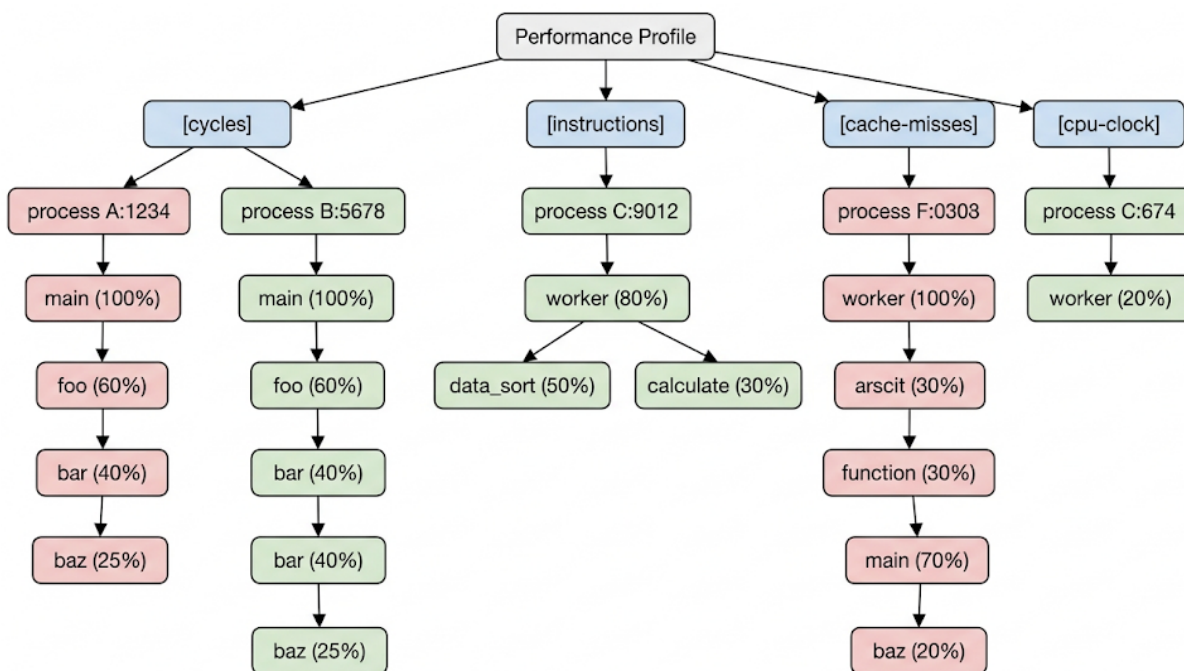 Performance Profile
[cycles]
[instructions]
[cache-misses]
[cpu-clock]
process A:1234
process B:5678
process C:9012
process F:0303
process C:674
main (100%)
main (100%)
worker (80%)
worker (100%)
worker (20%)
foo (60%)
foo (60%)
data_sort (50%)
calculate (30%)
arscit (30%)
bar (40%)
bar (40%)
function (30%)
baz (25%)
bar (40%)
main (70%)
baz (25%)
baz (20%)